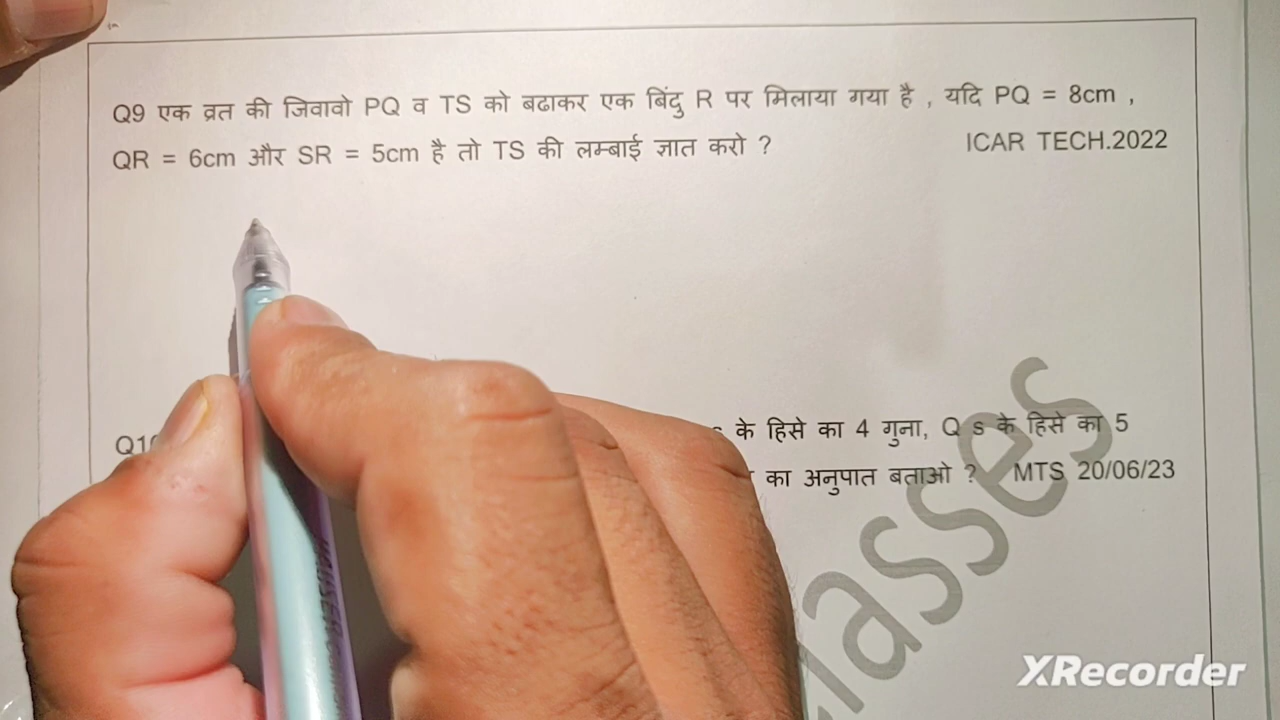 Q9 एक व्रत की जिवावो PQ व TS को बढाकर एक बिंदु R पर मिलाया गया है , यदि PQ = 8cm ,
QR = 6cm और SR = 5cm है तो TS की लम्बाई ज्ञात करो ? ICAR TECH.2022
के हिसे का 4 गुना, Q s के हिसे का 5
का अनुपात बताओ ? MTS 20/06/23
XRecorder